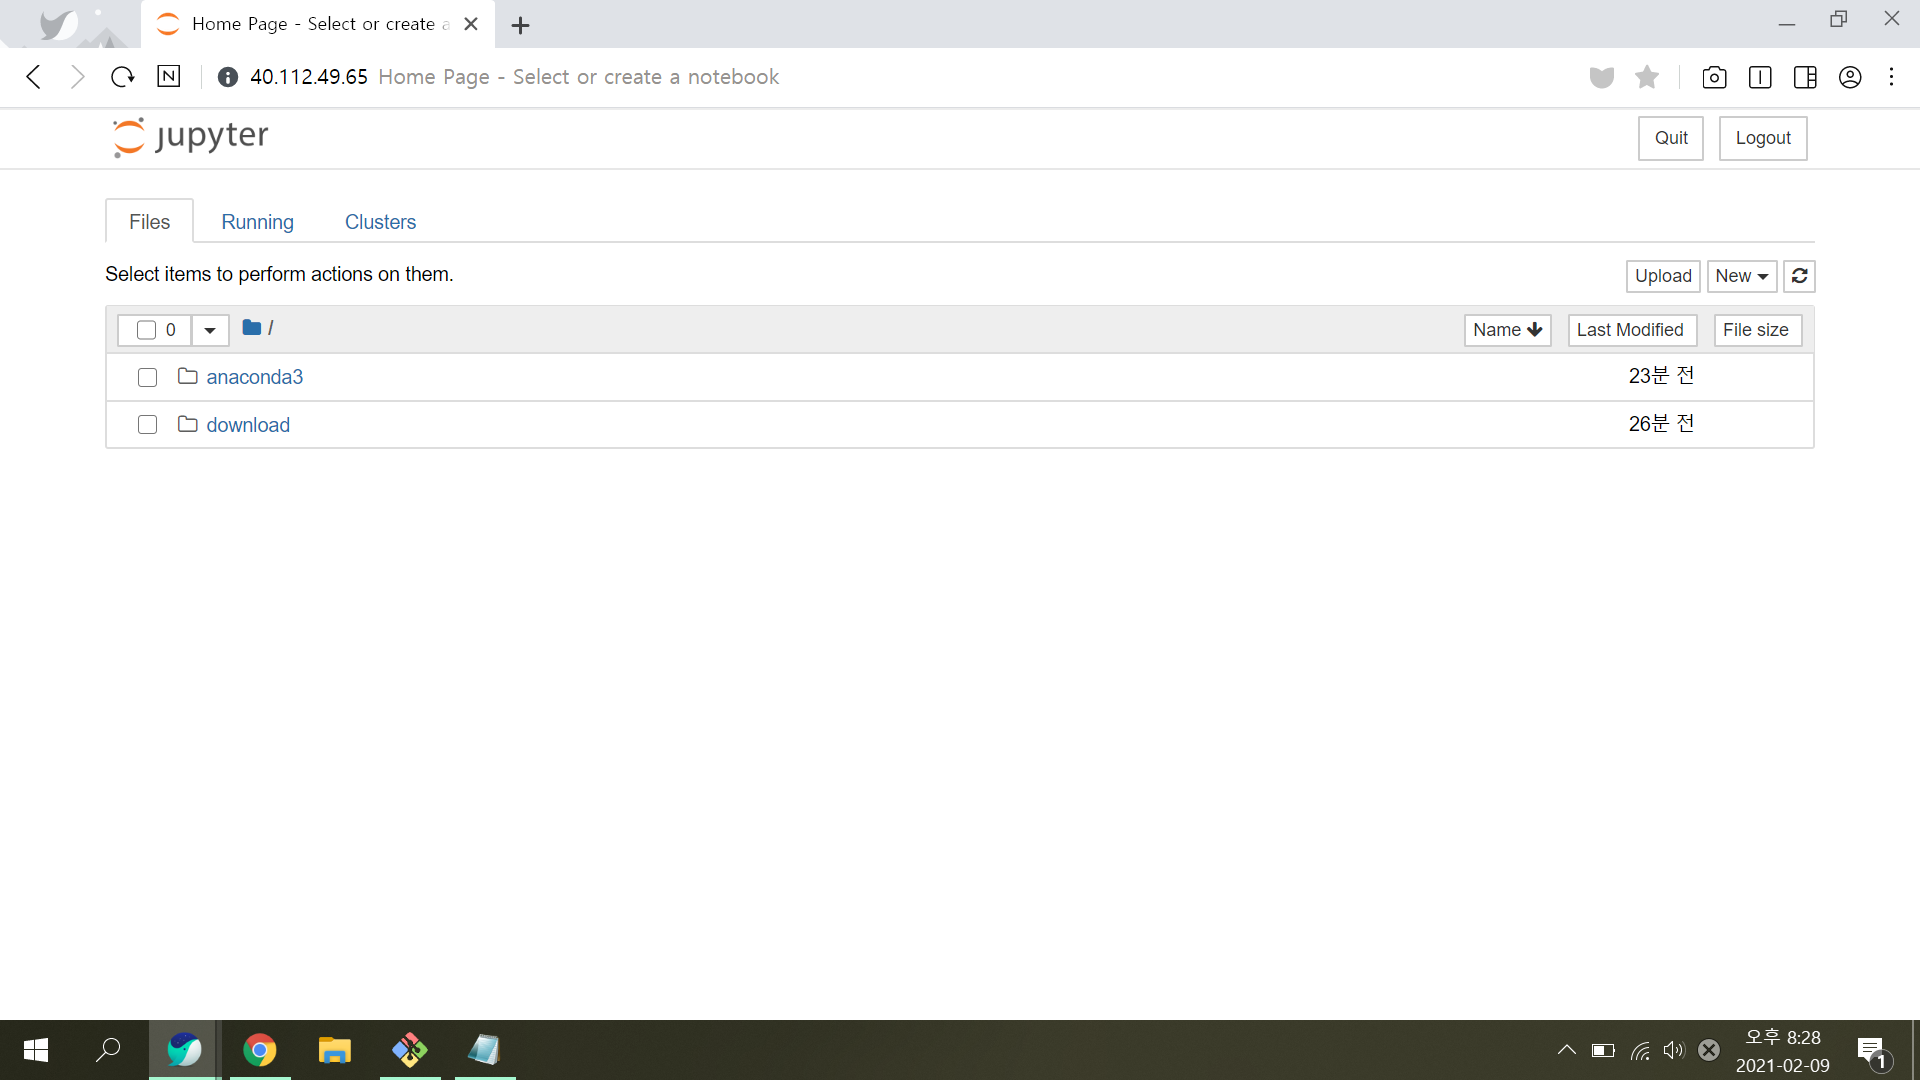 Home Page - Select or create a
N
40.112.49.65 Home Page - Select or create a notebook
jupyter
Quit Logout
Files Running Clusters
Select items to perform actions on them.
Upload New
0 / Name Last Modified File size
anaconda3 23분 전
download 26분 전
오후 8:28
2021-02-09
1